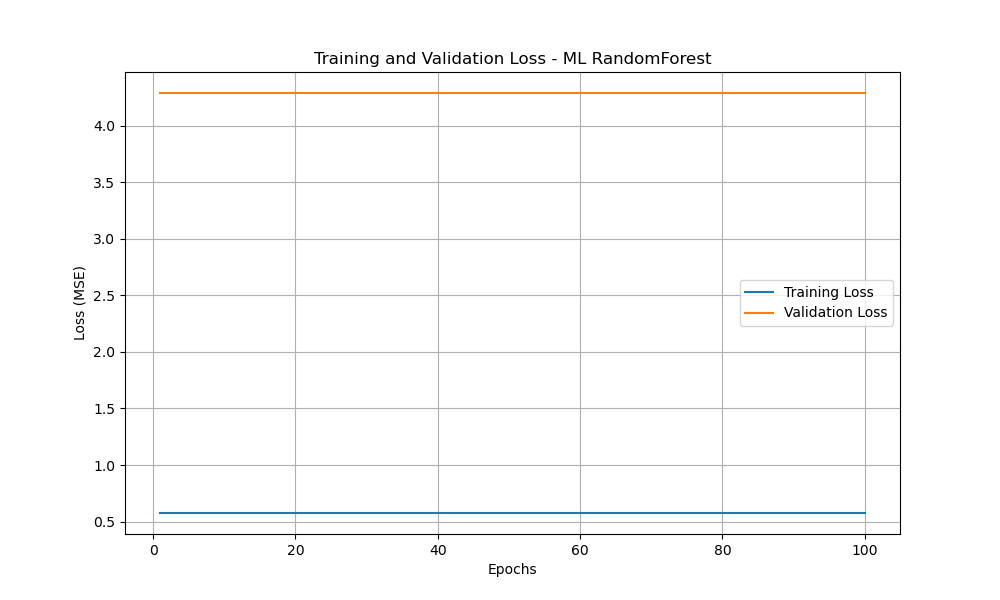 Training and Validation Loss - ML RandomForest
Loss (MSE)
4.0
3.5
3.0
2.5
2.0
1.5
1.0
0.5
Training Loss
Validation Loss
0 20 40 60 80 100
Epochs